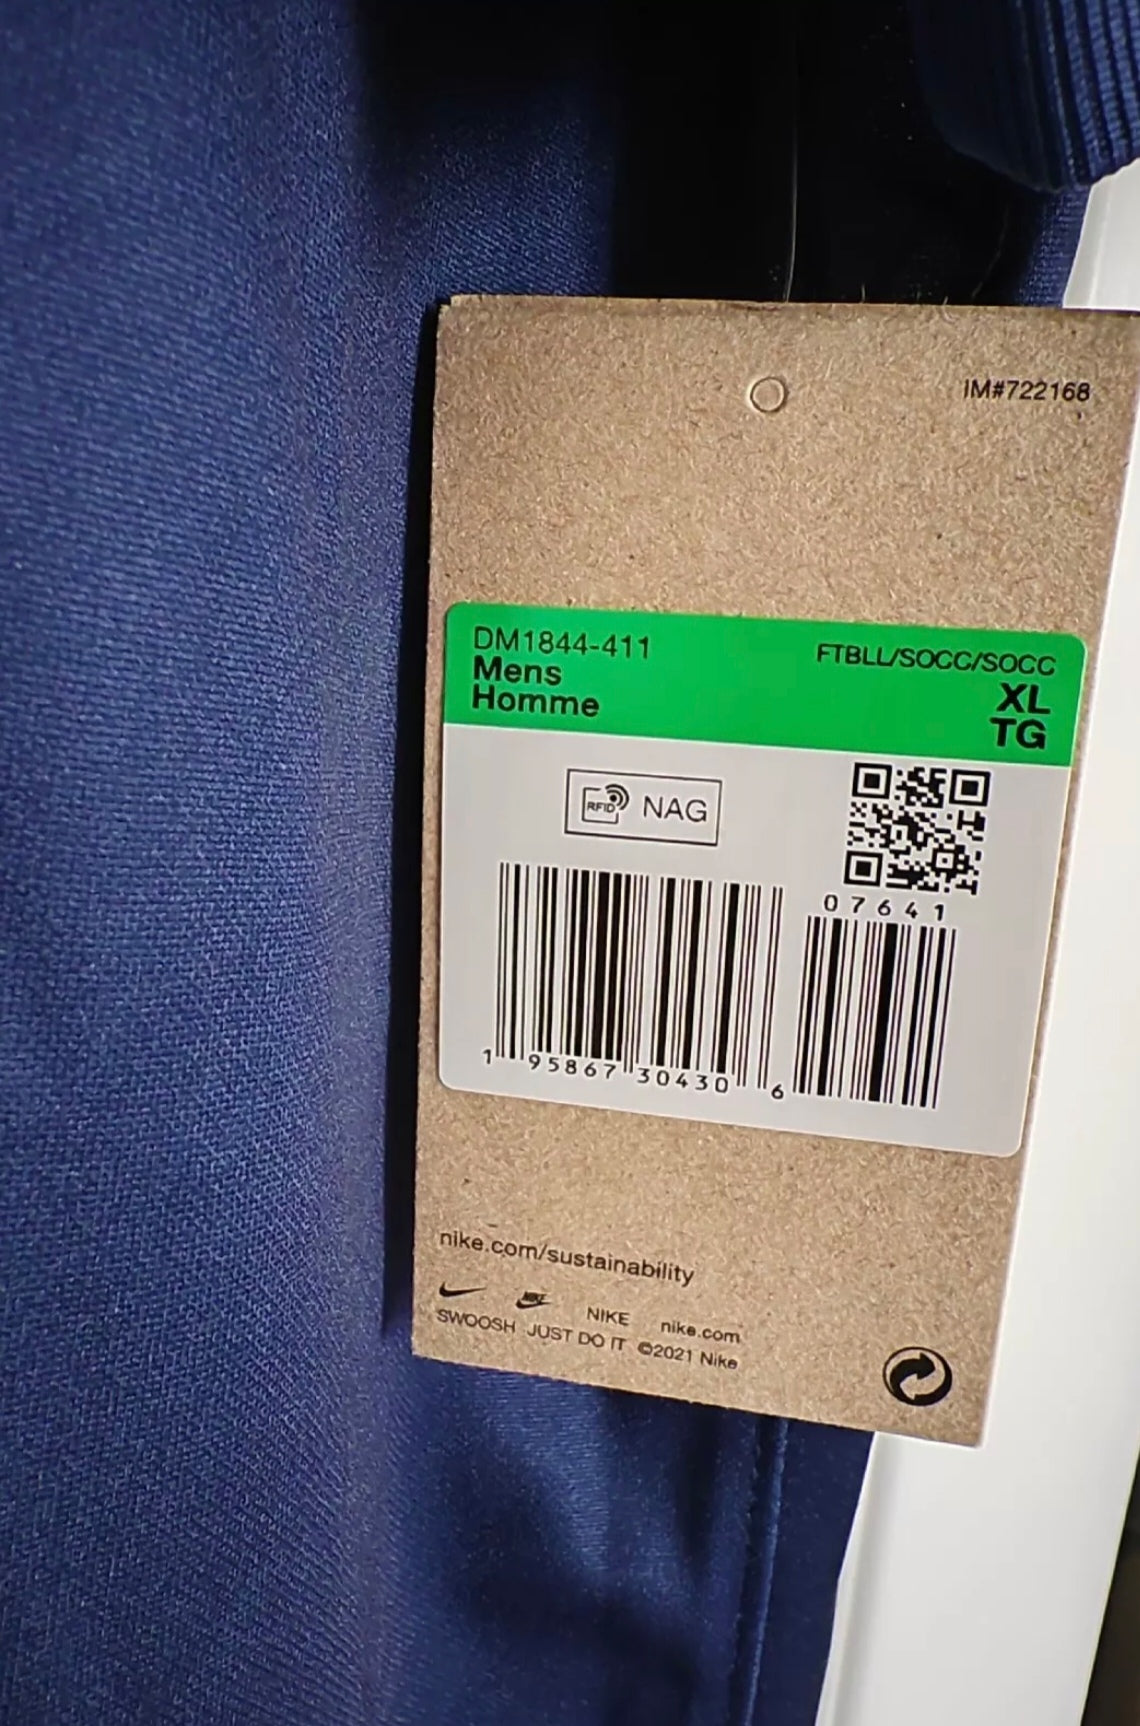 IM#722168
DM1844-411
FTBLL/SOCC/SOCC
Mens
XL
Homme
TG
RFID NAG
07641
1 95867 30430 6
nike.com/sustainability
NIKE NIKE nike.com
SWOOSH JUST DO IT ©2021 Nike